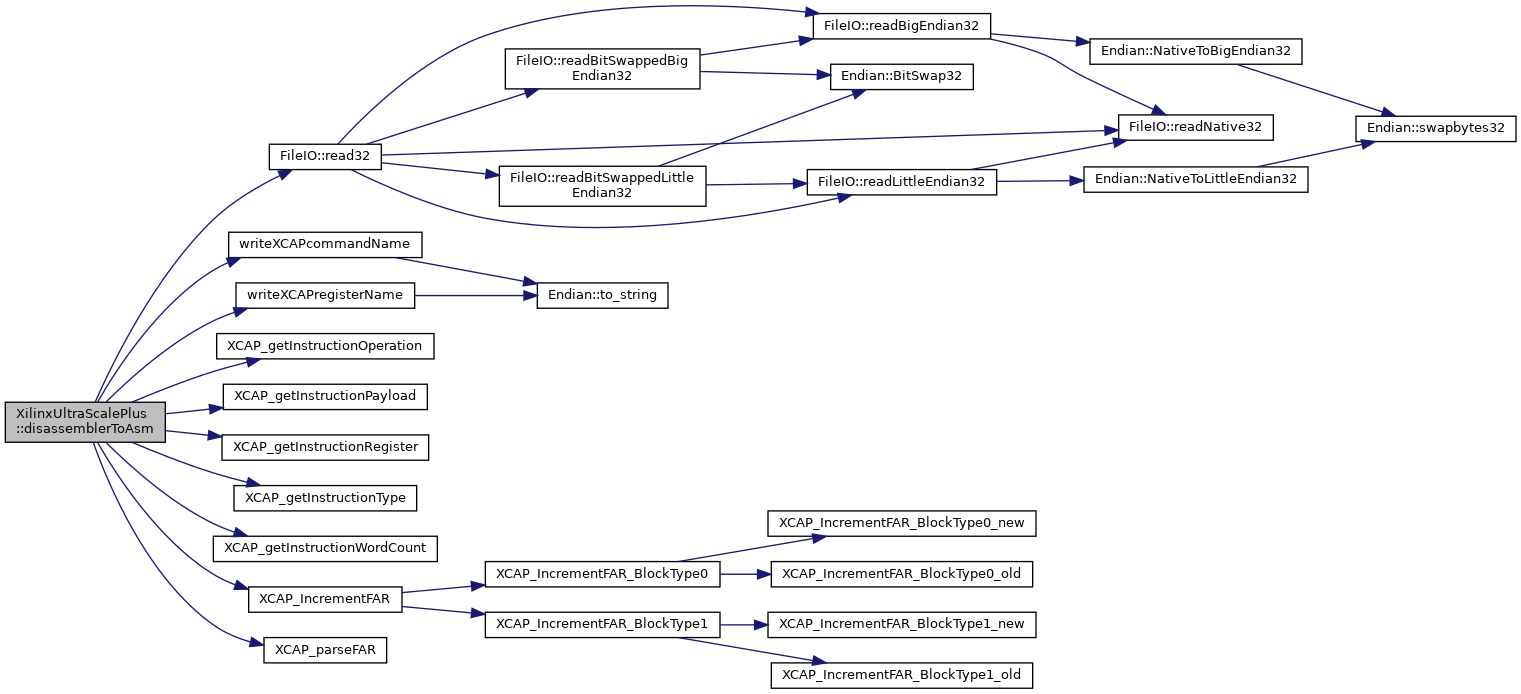 XilinxUltraScalePlus
::disassemblerToAsm
FileIO::read32
writeXCAPcommandName
writeXCAPregisterName
XCAP_getInstructionOperation
XCAP_getInstructionPayload
XCAP_getInstructionRegister
XCAP_getInstructionType
XCAP_getInstructionWordCount
XCAP_IncrementFAR
XCAP_parseFAR
FileIO::readBitSwappedBig
Endian32
FileIO::readBitSwappedLittle
Endian32
Endian::to_string
XCAP_IncrementFAR_BlockType0
XCAP_IncrementFAR_BlockType1
FileIO::readBigEndian32
Endian::BitSwap32
FileIO::readLittleEndian32
XCAP_IncrementFAR_BlockType0_new
XCAP_IncrementFAR_BlockType0_old
XCAP_IncrementFAR_BlockType1_new
XCAP_IncrementFAR_BlockType1_old
Endian::NativeToBigEndian32
FileIO::readNative32
Endian::NativeToLittleEndian32
Endian::swapbytes32